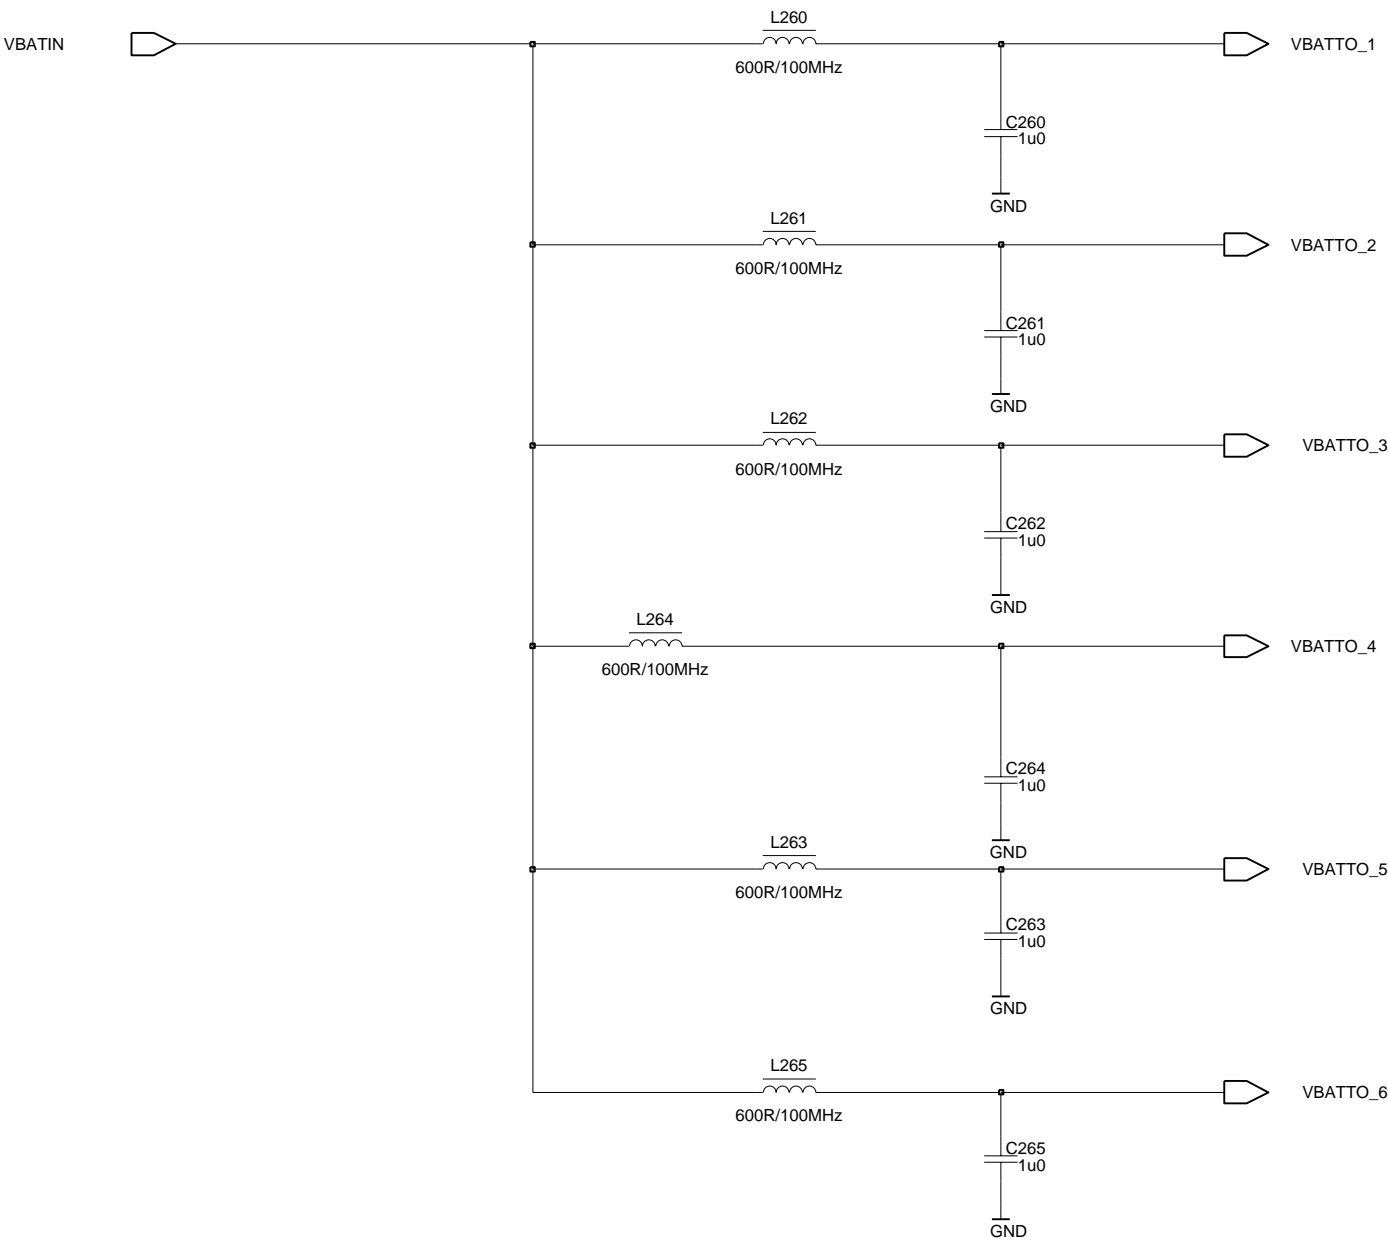 L260
VBATIN
VBATTO_1
600R/100MHz
C260
1u0
GND
L261
VBATTO_2
600R/100MHz
C261
1u0
GND
L262
VBATTO_3
600R/100MHz
C262
1u0
GND
L264
VBATTO_4
600R/100MHz
C264
1u0
GND
L263
VBATTO_5
600R/100MHz
C263
1u0
GND
L265
VBATTO_6
600R/100MHz
C265
1u0
GND